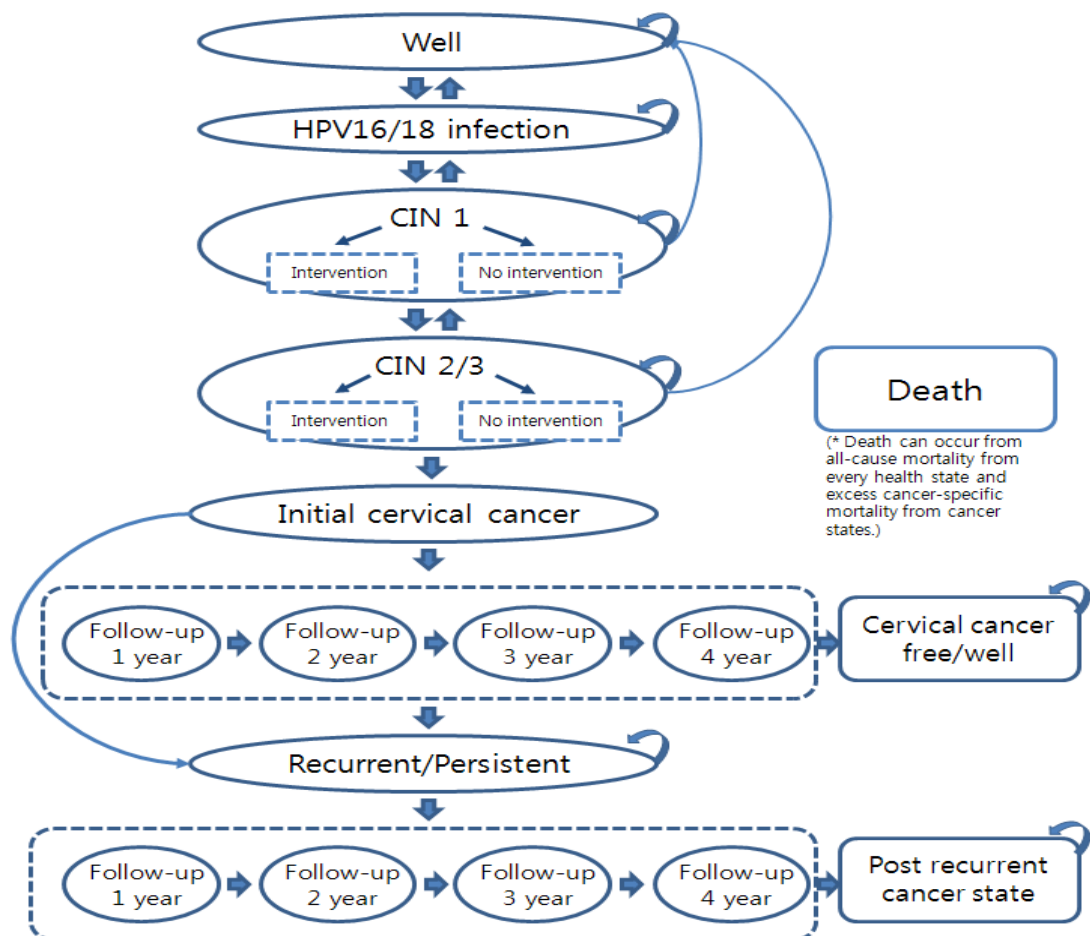 Well
HPV16/18 infection
CIN 1
Intervention
No intervention
CIN 2/3
Intervention
No intervention
Death
(* Death can occur from
all-cause mortality from
every health state and
excess cancer-specific
mortality from cancer
states.)
Initial cervical cancer
Follow-up
1 year
Follow-up
2 year
Follow-up
3 year
Follow-up
4 year
Cervical cancer
free/well
Recurrent/Persistent
Follow-up
1 year
Follow-up
2 year
Follow-up
3 year
Follow-up
4 year
Post recurrent
cancer state